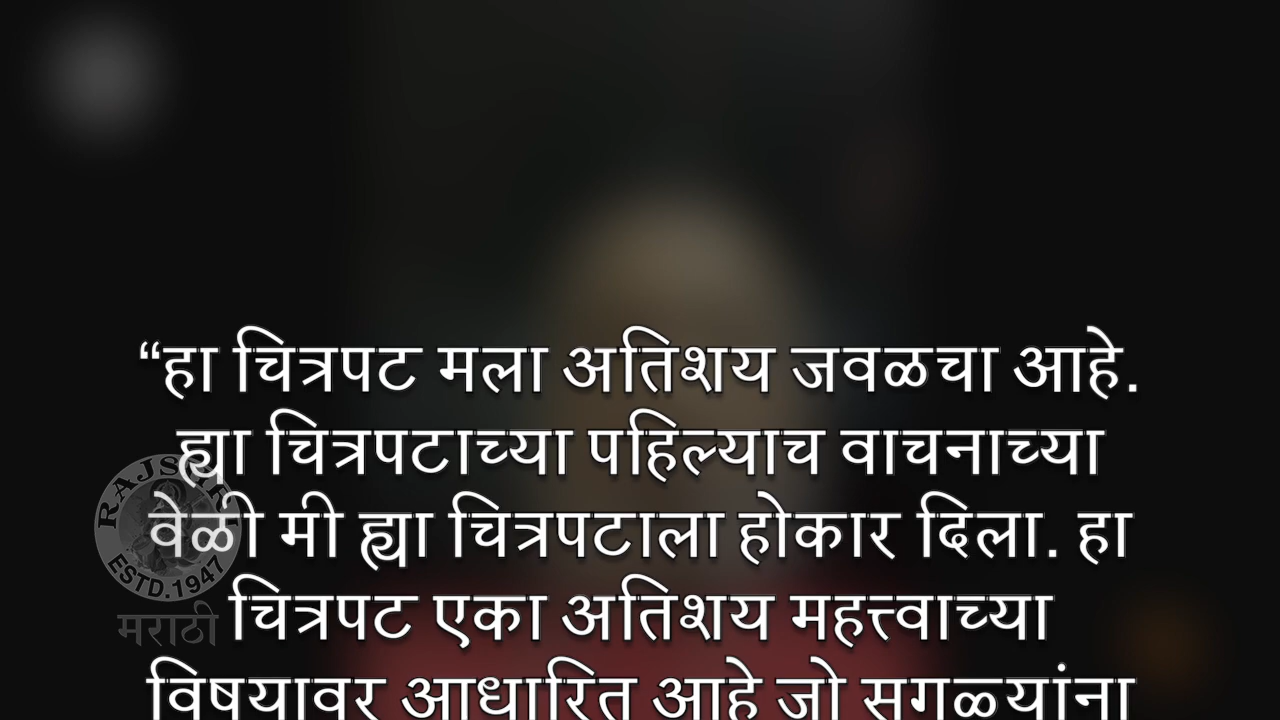 “हा चित्रपट मला अतिशय जवळचा आहे.
ह्या चित्रपटाच्या पहिल्याच वाचनाच्या
वेळी मी ह्या चित्रपटाला होकार दिला. हा
चित्रपट एका अतिशय महत्त्वाच्या
विषयावर आधारित आहे जो सगळ्यांना
RAJSHRI
ESTD.1947
मराठी